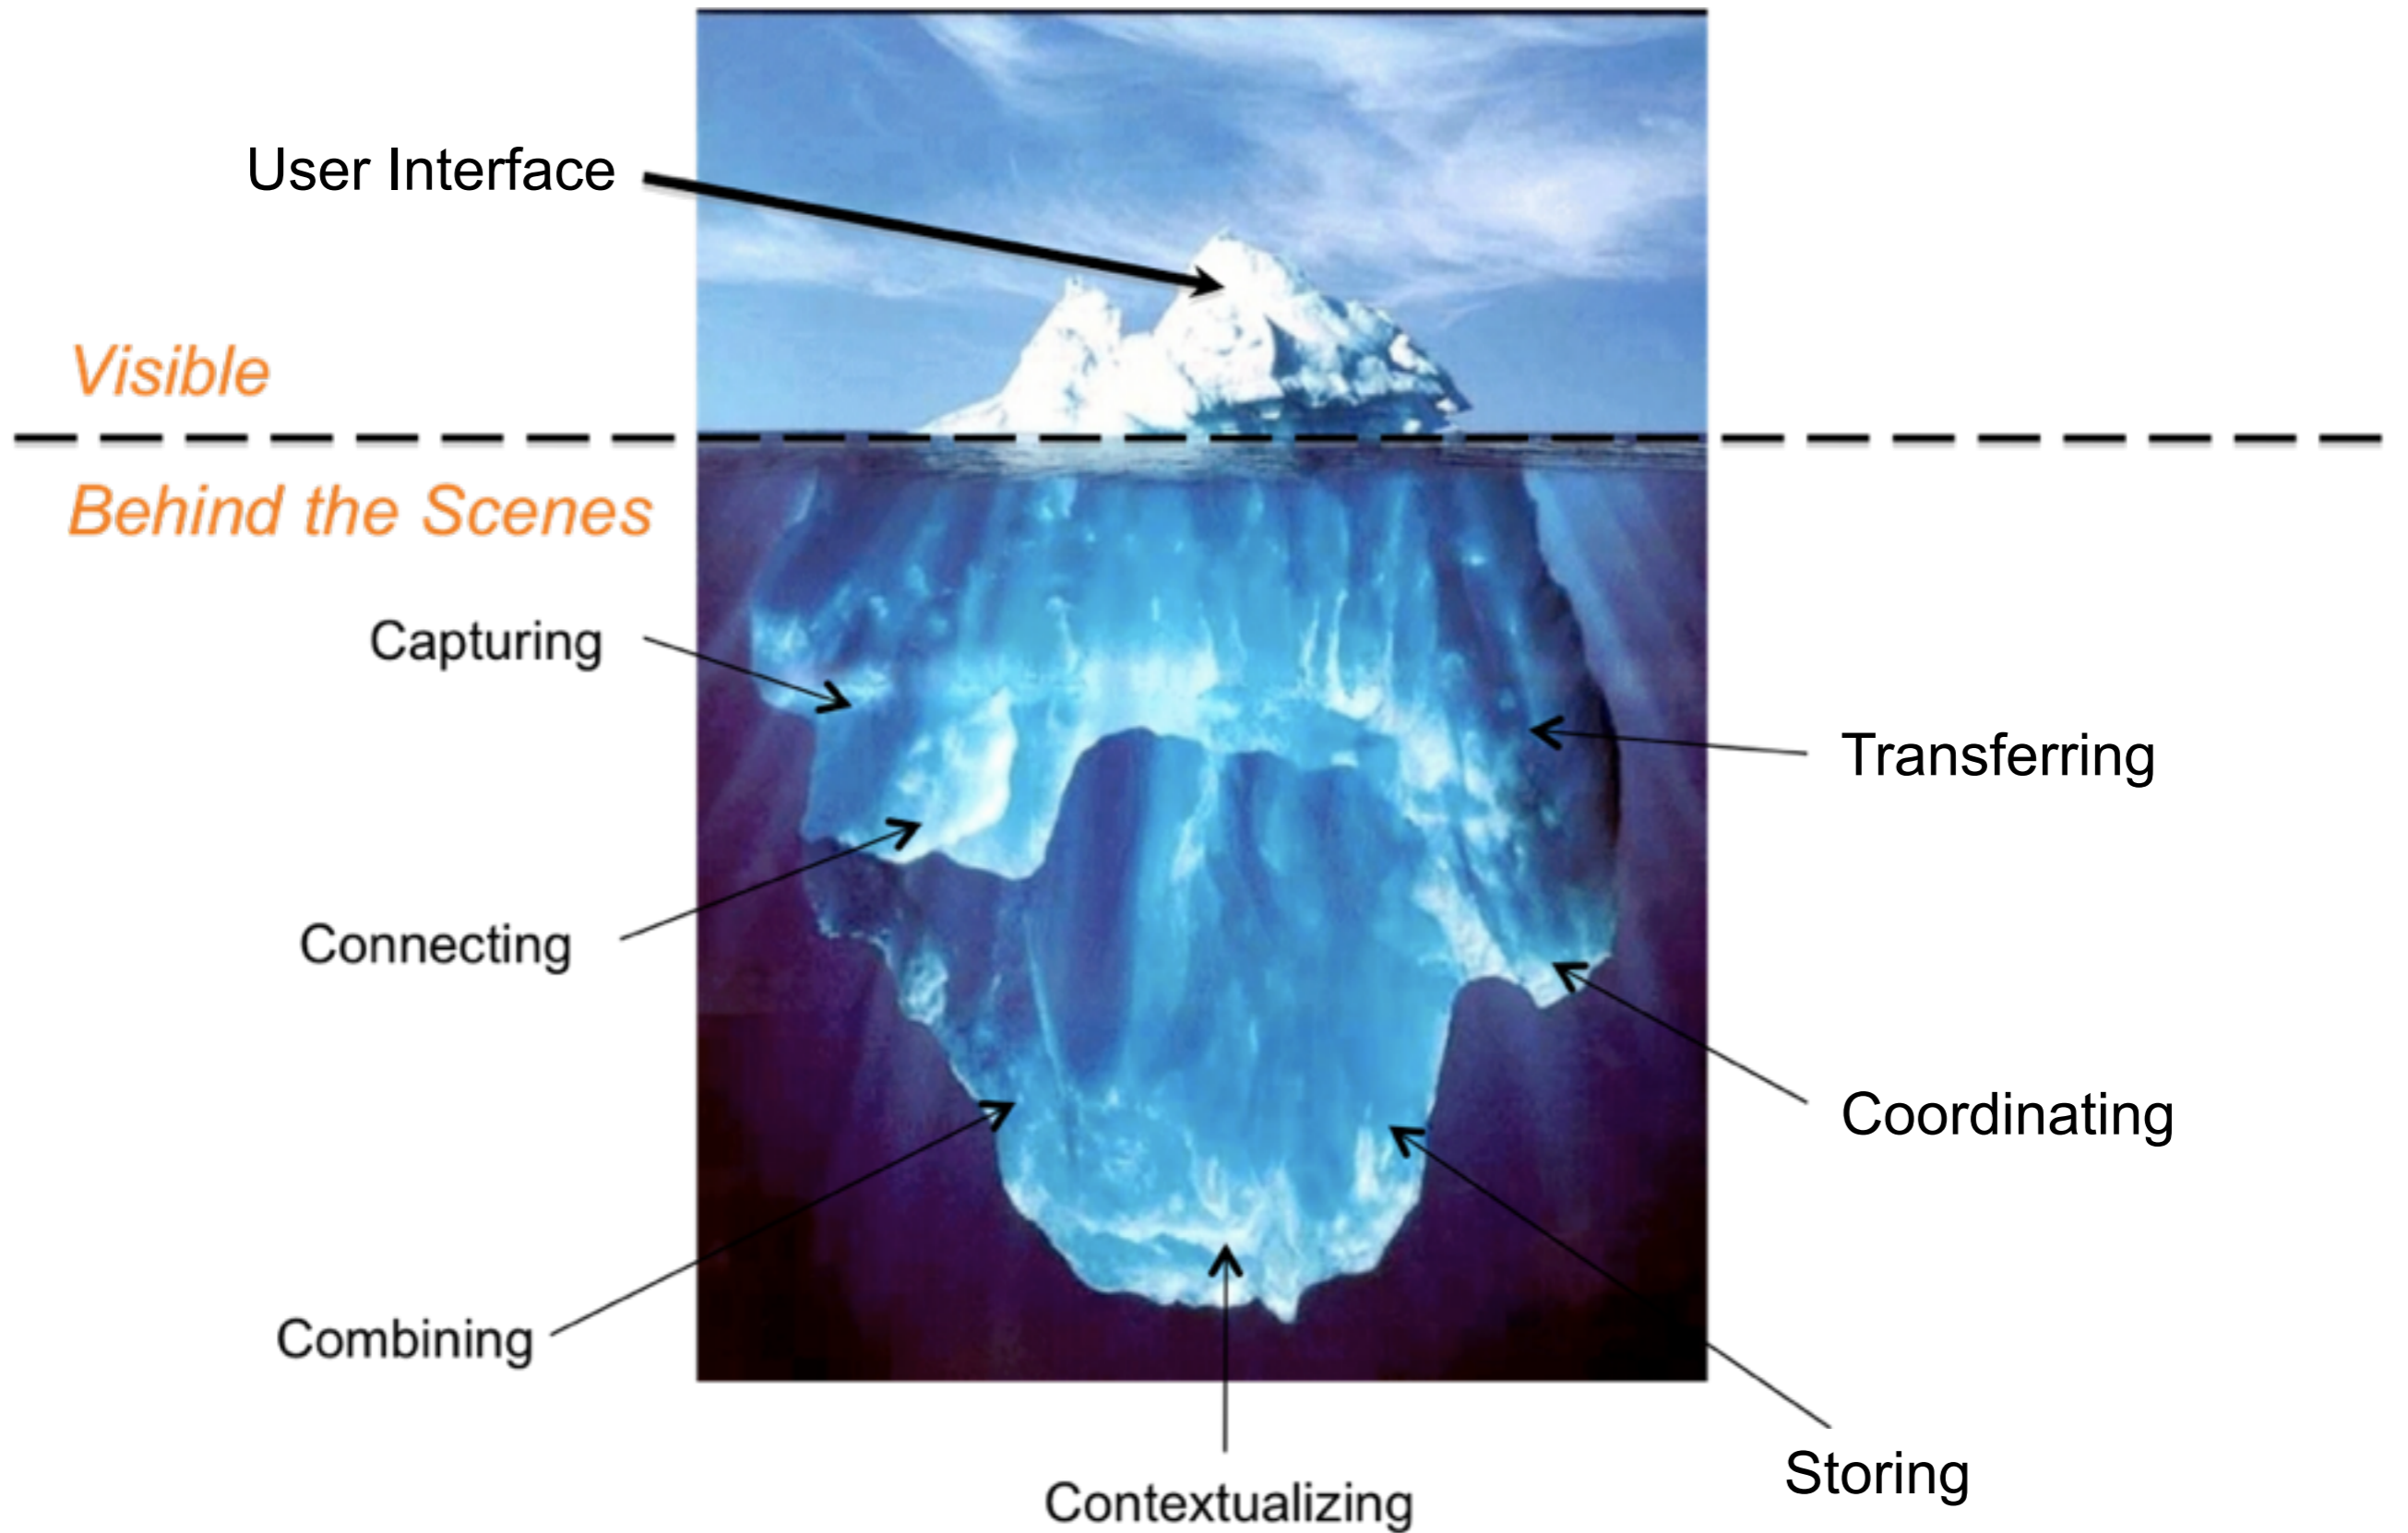 User Interface
Visible
Behind the Scenes
Capturing
Transferring
Connecting
Coordinating
Combining
Storing
Contextualizing